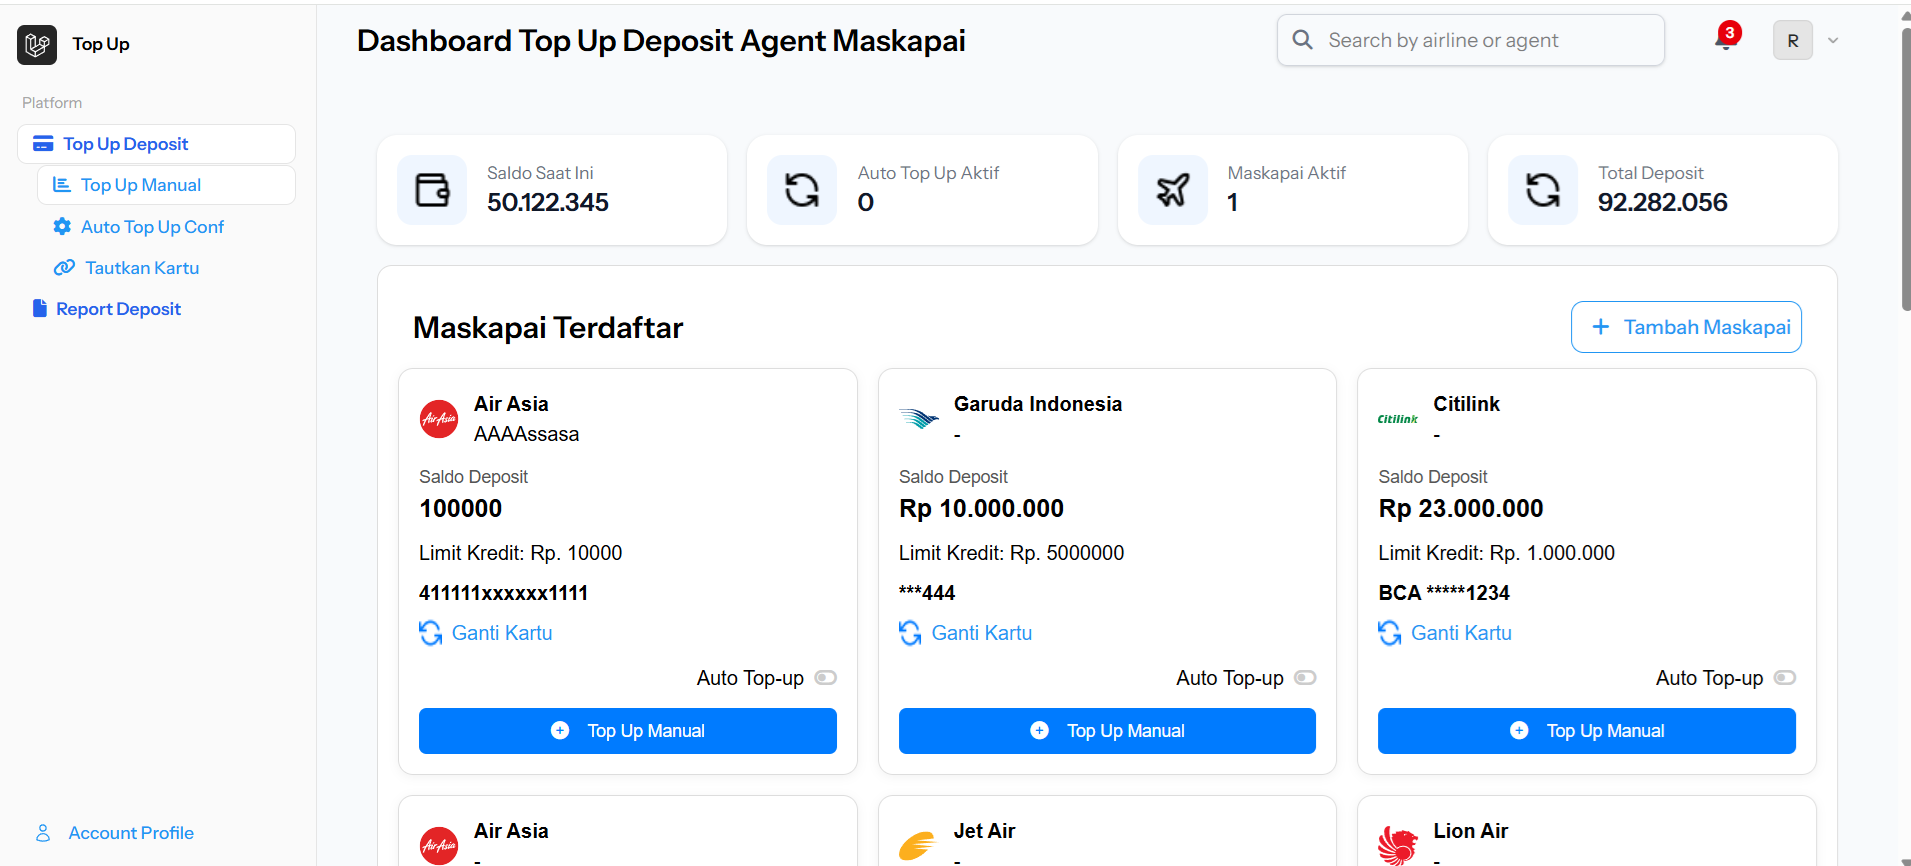 Top Up
Platform
Top Up Deposit
Top Up Manual
Auto Top Up Conf
Tautkan Kartu
Report Deposit
Account Profile
Dashboard Top Up Deposit Agent Maskapai
Search by airline or agent
3
R
Saldo Saat Ini
50.122.345
Auto Top Up Aktif
0
Maskapai Aktif
1
Total Deposit
92.282.056
Maskapai Terdaftar
+ Tambah Maskapai
AirAsia
Air Asia
AAAAssasa
Saldo Deposit
100000
Limit Kredit: Rp. 10000
411111xxxxxx1111
Ganti Kartu
Auto Top-up
Top Up Manual
Garuda Indonesia
-
Saldo Deposit
Rp 10.000.000
Limit Kredit: Rp. 5000000
***444
Ganti Kartu
Auto Top-up
Top Up Manual
Citilink
Citilink
-
Saldo Deposit
Rp 23.000.000
Limit Kredit: Rp. 1.000.000
BCA *****1234
Ganti Kartu
Auto Top-up
Top Up Manual
AirAsia
Air Asia
-
Jet Air
-
Lion Air
-